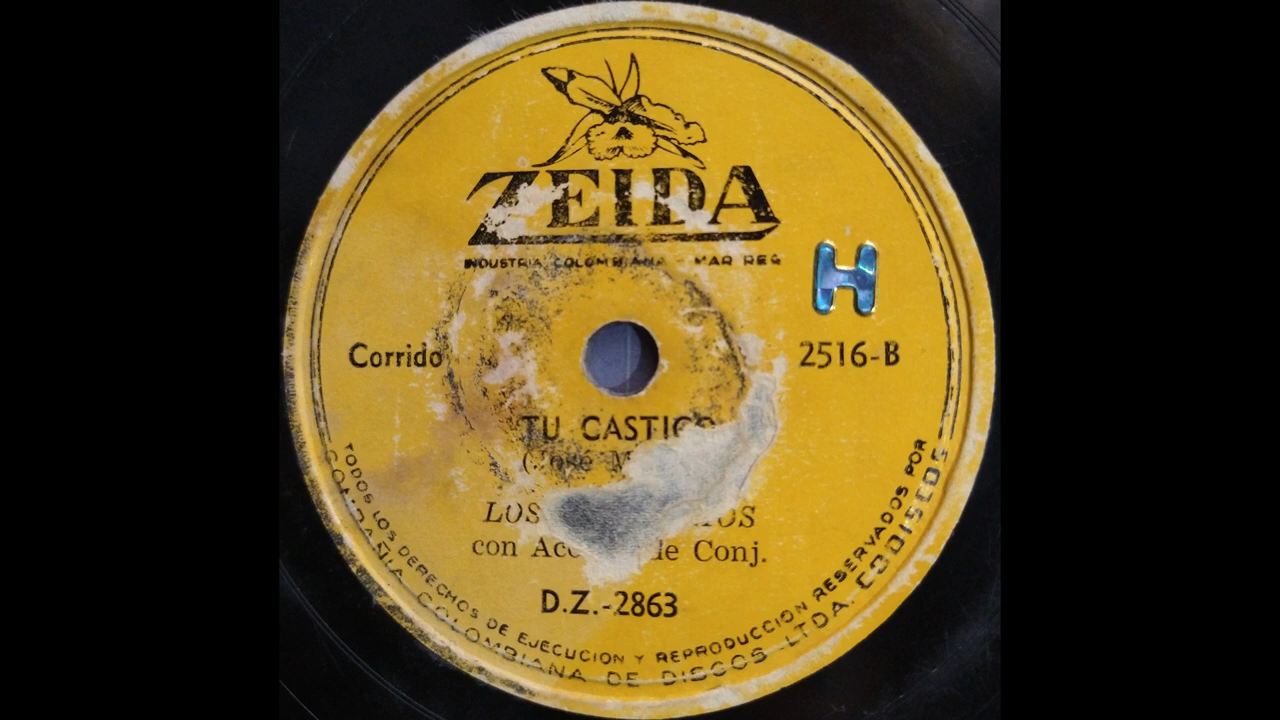 ZEIDA
INDUSTRIA COLOMBIANA - MAR REG
H
Corrido
2516-B
TU CASTIGO
(José
LOS
con de Conj.
D.Z.-2863
TODOS LOS DERECHOS DE EJECUCION Y REPRODUCCION RESERVADOS POR
COMPAÑIA COLOMBIANA DE DISCOS LTDA. CODISCOS